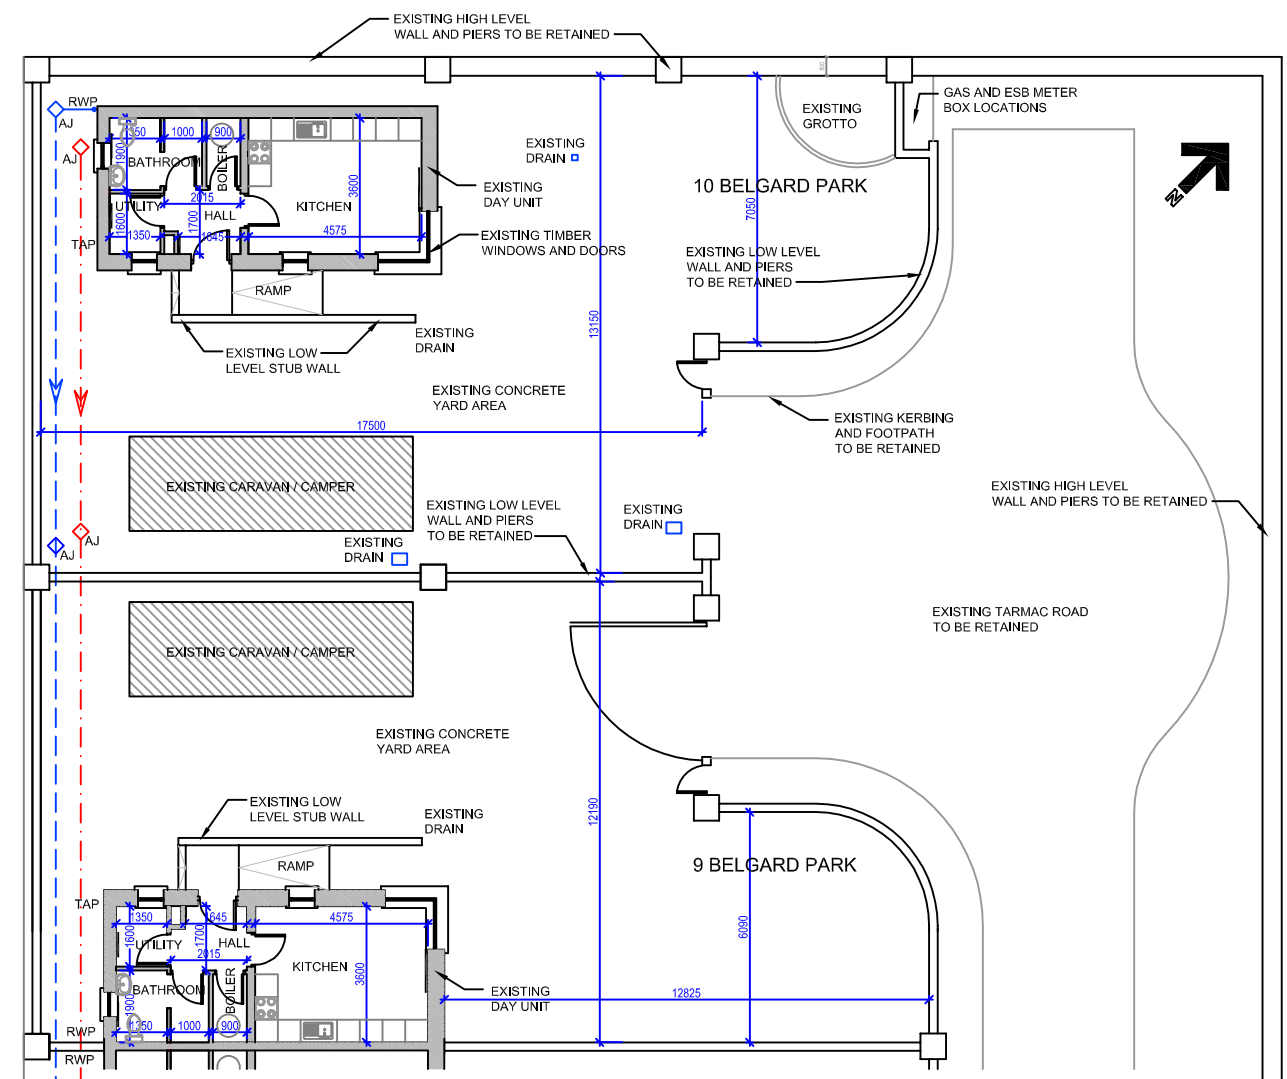 EXISTING HIGH LEVEL
WALL AND PIERS TO BE RETAINED
RWP
AJ
AJ
500
GAS AND ESB METER
BOX LOCATIONS
EXISTING
GROTTO
1350
1000
900
1900
BATHROOM
BOILER
3600
EXISTING
DRAIN
10 BELGARD PARK
7050
N
EXISTING
DAY UNIT
2015
UTILITY
HALL
KITCHEN
1600
1700
1350
1645
4575
TAP
EXISTING TIMBER
WINDOWS AND DOORS
EXISTING LOW LEVEL
WALL AND PIERS
TO BE RETAINED
RAMP
13150
EXISTING
DRAIN
EXISTING LOW
LEVEL STUB WALL
EXISTING CONCRETE
YARD AREA
17500
EXISTING KERBING
AND FOOTPATH
TO BE RETAINED
EXISTING CARAVAN / CAMPER
EXISTING HIGH LEVEL
WALL AND PIERS TO BE RETAINED
EXISTING LOW LEVEL
WALL AND PIERS
TO BE RETAINED
EXISTING
DRAIN
AJ
AJ
EXISTING
DRAIN
EXISTING TARMAC ROAD
TO BE RETAINED
EXISTING CARAVAN / CAMPER
EXISTING CONCRETE
YARD AREA
12190
EXISTING LOW
LEVEL STUB WALL
EXISTING
DRAIN
RAMP
9 BELGARD PARK
6090
TAP
1350
1645
4575
1600
1700
UTILITY
HALL
2015
KITCHEN
3600
BATHROOM
BOILER
1900
EXISTING
DAY UNIT
12825
1350
1000
900
RWP
RWP